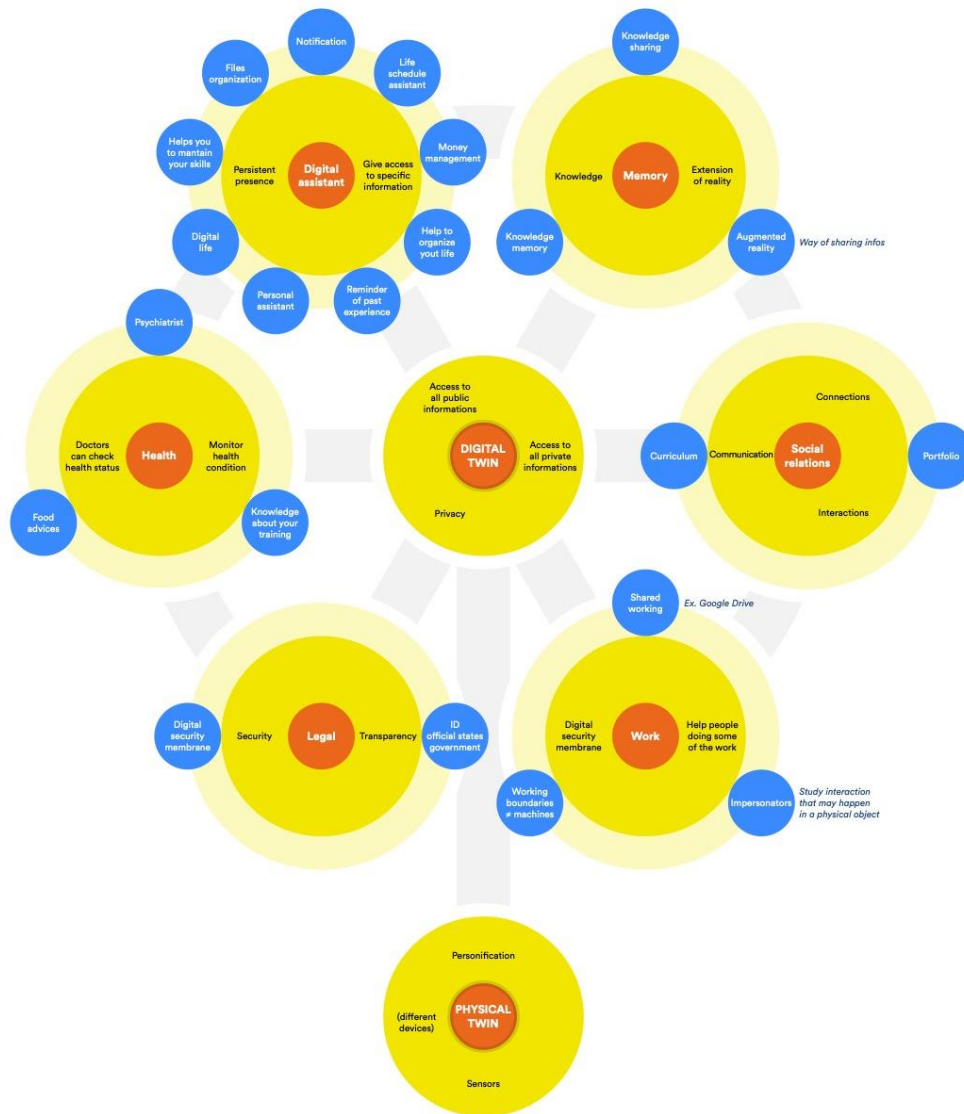 Notification
Files
organization
Life
schedule
assistant
Helps you
to mantain
your skills
Money
management
Persistent
presence
Digital
assistant
Give access
to specific
information
Digital
life
Help to
organize
yout life
Personal
assistant
Reminder
of past
experience
Knowledge
sharing
Knowledge
Memory
Extension
of reality
Knowledge
memory
Augmented
reality
Way of sharing infos
Psychiatrist
Doctors
can check
health status
Health
Monitor
health
condition
Food
advices
Knowledge
about your
training
Access to
all public
informations
DIGITAL
TWIN
Access to
all private
informations
Privacy
Connections
Curriculum
Communication
Social
relations
Portfolio
Interactions
Digital
security
membrane
Security
Legal
Transparency
ID
official states
government
Shared
working
Ex. Google Drive
Digital
security
membrane
Work
Help people
doing some
of the work
Working
boundaries
≠ machines
Impersonators
Study interaction
that may happen
in a physical object
Personification
(different
devices)
PHYSICAL
TWIN
Sensors